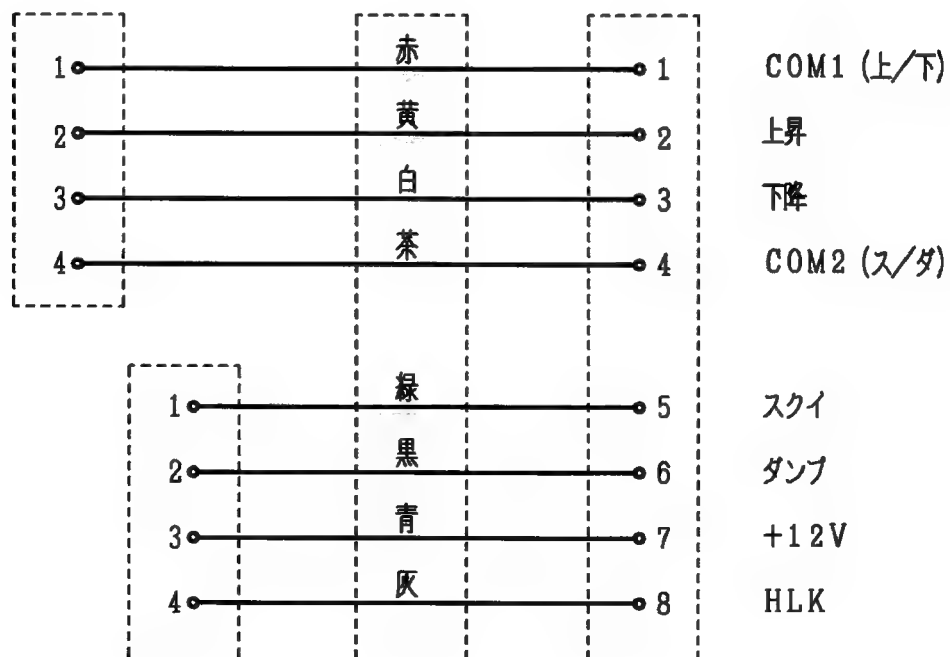 赤
1 1 COM1 (上/下)
黄
2 2 上昇
白
3 3 下降
茶
4 4 COM2 (ス/ダ)
緑
1 5 スクイ
黒
2 6 ダンプ
青
3 7 +12V
灰
4 8 HLK